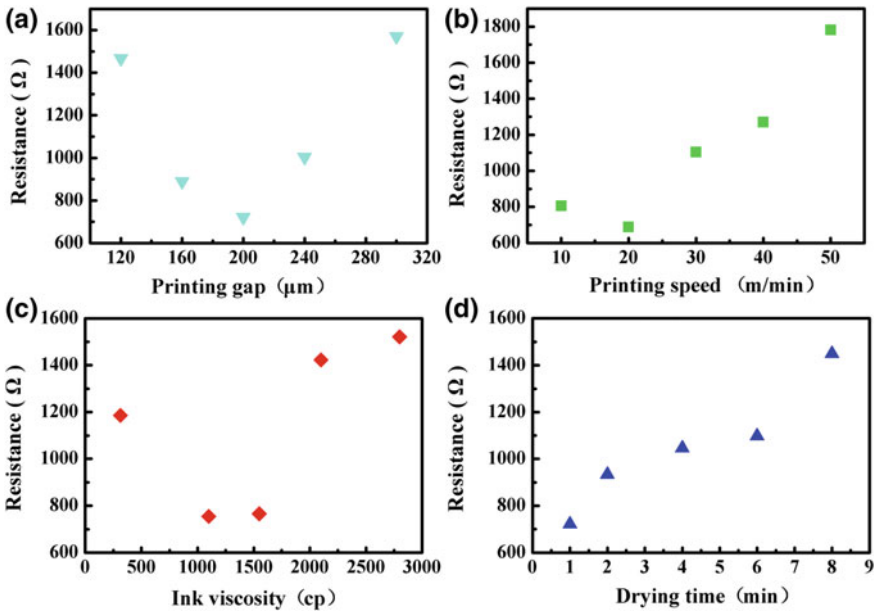 (a)
1600
1400
1000
800
600
Resistance ( Ω )
120 160 200 240 280 320
Printing gap（μm）
(b)
1800
1600
1200
1000
800
600
Resistance ( Ω )
10 20 30 40 50
Printing speed （m/min）
(c)
1600
1400
1200
1000
800
600
Resistance ( Ω )
0 500 1000 1500 2000 2500 3000
Ink viscosity（cp）
(d)
1600
1400
1200
1000
800
600
Resistance ( Ω )
1 2 3 4 5 6 7 8 9
Drying time（min）